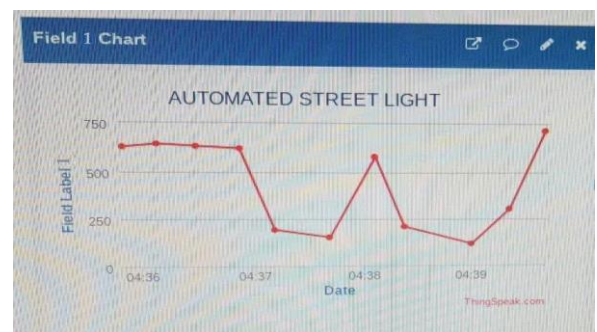 Field 1 Chart
AUTOMATED STREET LIGHT
750
500
250
0
Field Label 1
04:36 04:37 04:38 04:39
Date
ThingSpeak.com